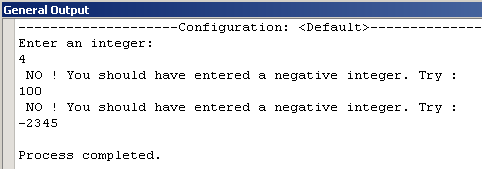 General Output
--------------------Configuration: <Default>--------------
Enter an integer:
4
 NO ! You should have entered a negative integer. Try :
100
 NO ! You should have entered a negative integer. Try :
-2345

Process completed.